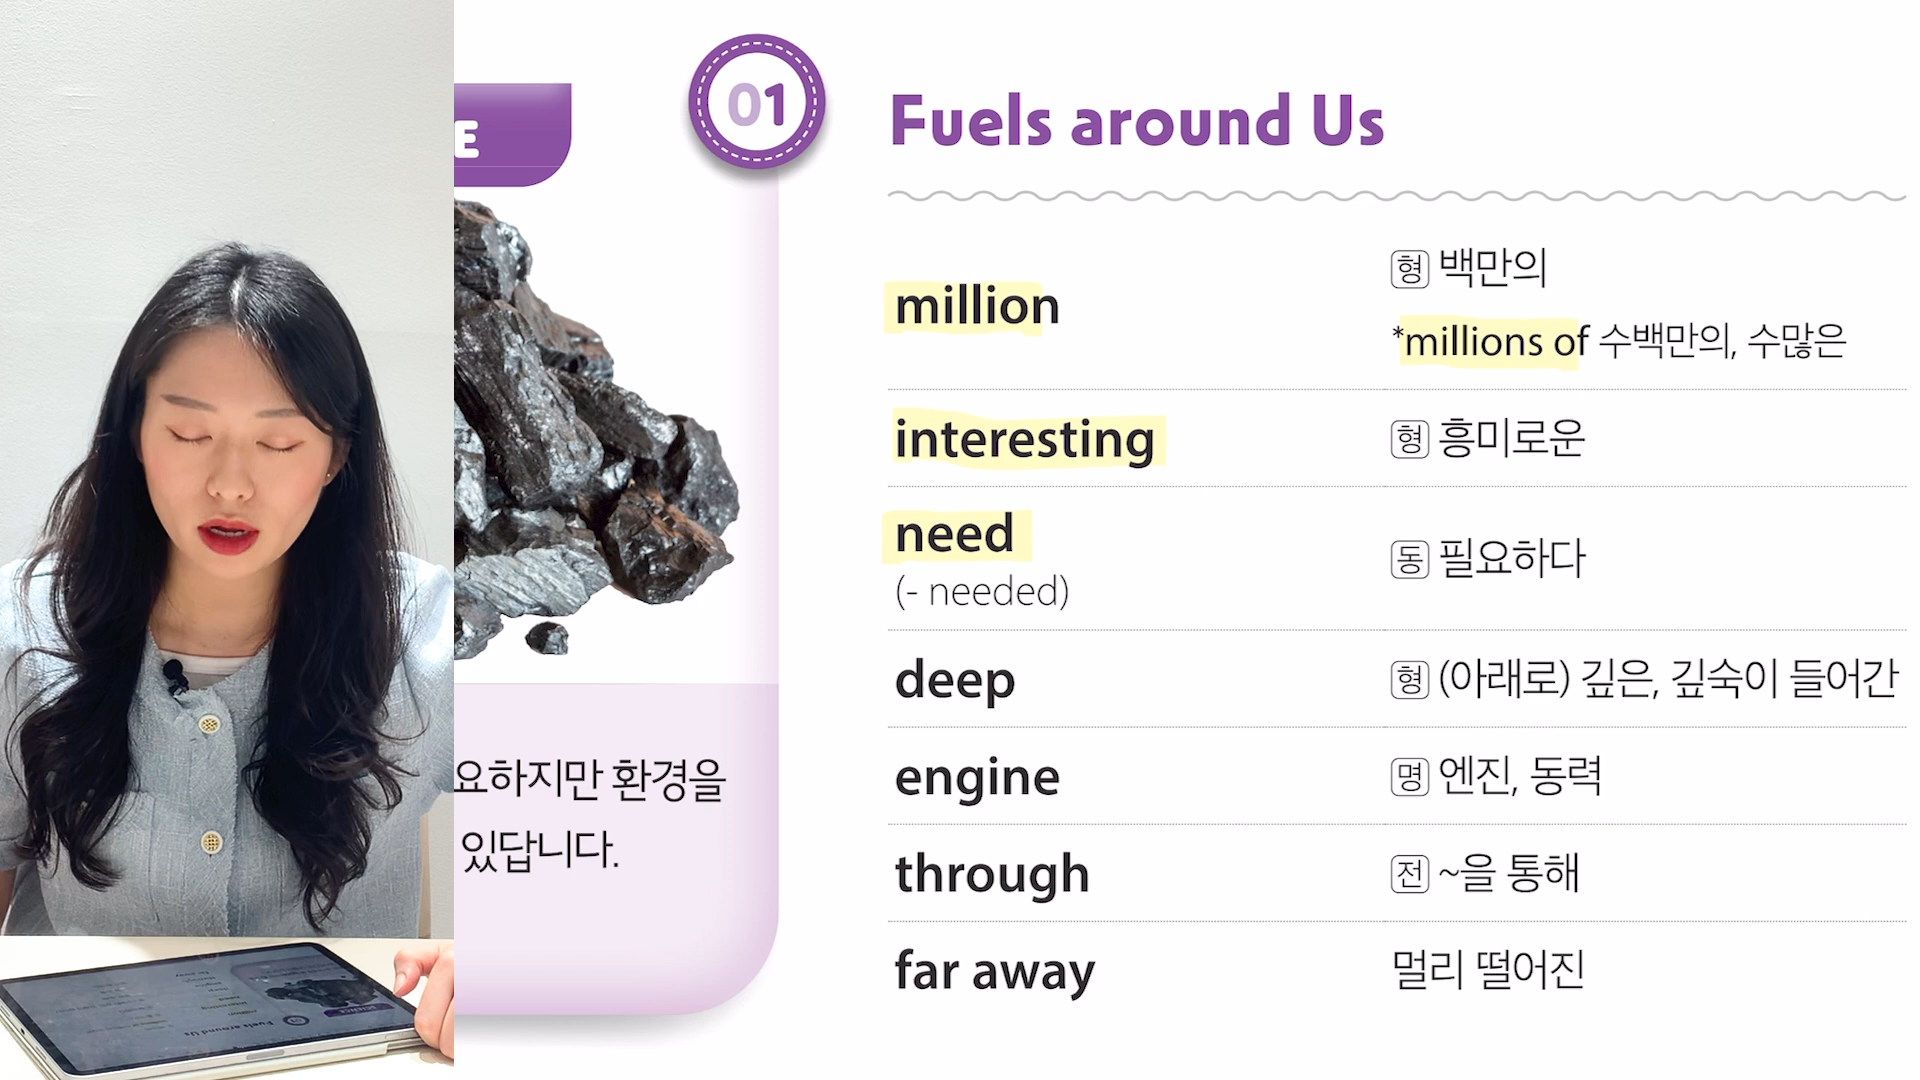 E
01
Fuels around Us
million
형 백만의
*millions of 수백만의, 수많은
interesting
형 흥미로운
need
(- needed)
동 필요하다
deep
형 (아래로) 깊은, 깊숙이 들어간
engine
명 엔진, 동력
through
전 ~을 통해
far away
멀리 떨어진
요하지만 환경을
있답니다.